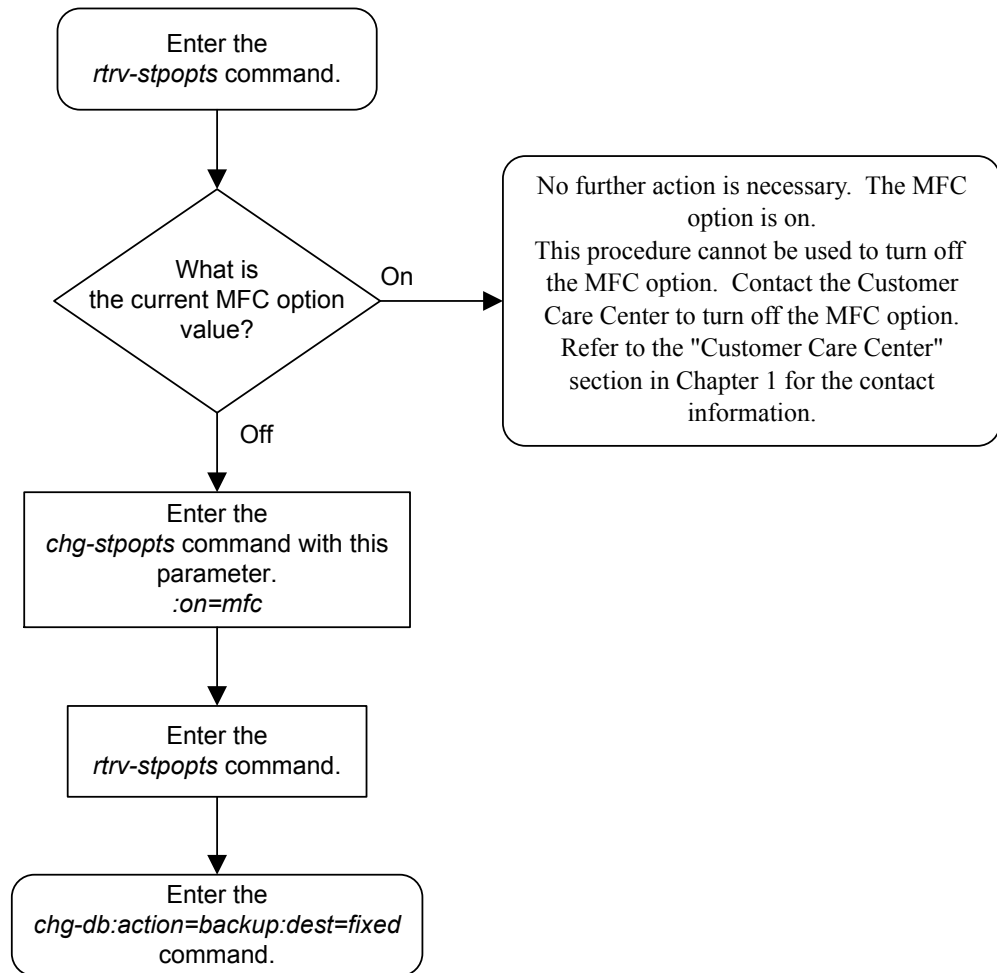 Enter the
rtrv-stpopts command.
What is
the current MFC option
value?
On
No further action is necessary. The MFC
option is on.
This procedure cannot be used to turn off
the MFC option. Contact the Customer
Care Center to turn off the MFC option.
Refer to the "Customer Care Center"
section in Chapter 1 for the contact
information.
Off
Enter the
chg-stpopts command with this
parameter.
:on=mfc
Enter the
rtrv-stpopts command.
Enter the
chg-db:action=backup:dest=fixed
command.